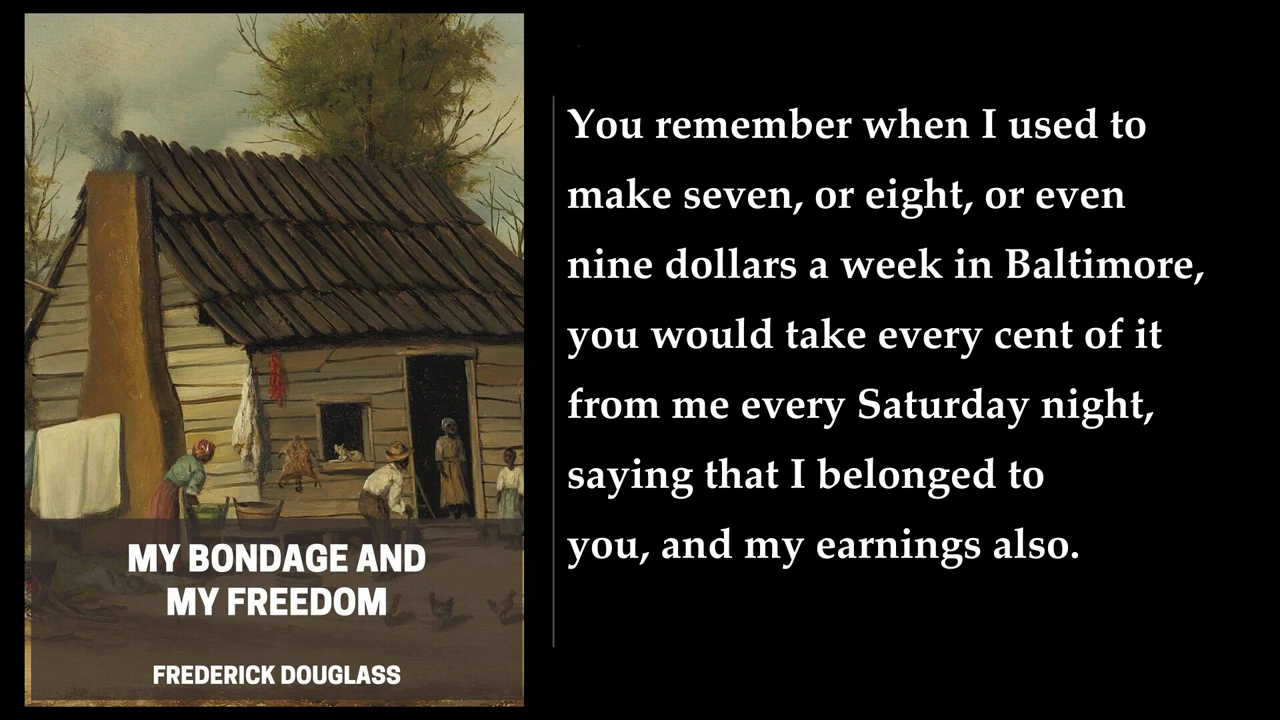 MY BONDAGE AND
MY FREEDOM
FREDERICK DOUGLASS
You remember when I used to
make seven, or eight, or even
nine dollars a week in Baltimore,
you would take every cent of it
from me every Saturday night,
saying that I belonged to
you, and my earnings also.